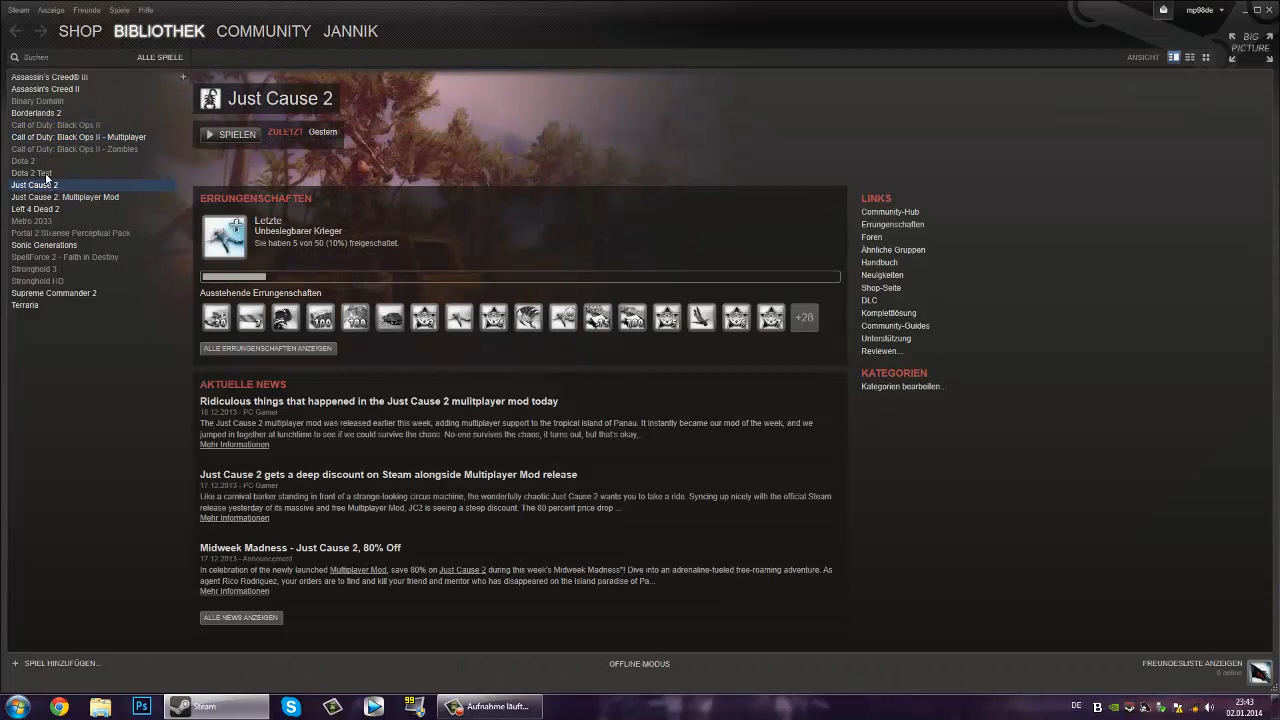 Steam Anzeige Freunde Spiele Hilfe
mp98de
SHOP BIBLIOTHEK COMMUNITY JANNIK
BIG PICTURE
Suchen ALLE SPIELE
ANSICHT
Assassin's Creed® III
Assassin's Creed II
Binary Domain
Borderlands 2
Call of Duty: Black Ops II
Call of Duty: Black Ops II - Multiplayer
Call of Duty: Black Ops II - Zombies
Dota 2
Dota 2 Test
Just Cause 2
Just Cause 2: Multiplayer Mod
Left 4 Dead 2
Metro 2033
Portal 2 Sixense Perceptual Pack
Sonic Generations
SpellForce 2 - Faith in Destiny
Stronghold 3
Stronghold HD
Supreme Commander 2
Terraria
Just Cause 2
SPIELEN ZULETZT Gestern
ERRUNGENSCHAFTEN
Letzte
Unbesiegbarer Krieger
Sie haben 5 von 50 (10%) freigeschaltet.
Ausstehende Errungenschaften
+28
ALLE ERRUNGENSCHAFTEN ANZEIGEN
AKTUELLE NEWS
Ridiculous things that happened in the Just Cause 2 mulitplayer mod today
18.12.2013 - PC Gamer
The Just Cause 2 multiplayer mod was released earlier this week, adding multiplayer support to the tropical island of Panau. It instantly became our mod of the week, and we
jumped in together at lunchtime to see if we could survive the chaos. No-one survives the chaos, it turns out, but that's okay,...
Mehr Informationen
Just Cause 2 gets a deep discount on Steam alongside Multiplayer Mod release
17.12.2013 - PC Gamer
Like a carnival barker standing in front of a strange-looking circus machine, the wonderfully chaotic Just Cause 2 wants you to take a ride. Syncing up nicely with the official Steam
release yesterday of its massive and free Multiplayer Mod, JC2 is seeing a steep discount. The 80 percent price drop ...
Mehr Informationen
Midweek Madness - Just Cause 2, 80% Off
17.12.2013 - Announcement
In celebration of the newly launched Multiplayer Mod, save 80% on Just Cause 2 during this week's Midweek Madness*! Dive into an adrenaline-fueled free-roaming adventure. As
agent Rico Rodriguez, your orders are to find and kill your friend and mentor who has disappeared on the island paradise of Pa...
Mehr Informationen
ALLE NEWS ANZEIGEN
LINKS
Community-Hub
Errungenschaften
Foren
Ähnliche Gruppen
Handbuch
Neuigkeiten
Shop-Seite
DLC
Komplettlösung
Community-Guides
Unterstützung
Reviewen...
KATEGORIEN
Kategorien bearbeiten...
SPIEL HINZUFÜGEN...
OFFLINE-MODUS
FREUNDESLISTE ANZEIGEN
0 online
Ps
Steam
99
Aufnahme läuft...
DE
23:43
02.01.2014